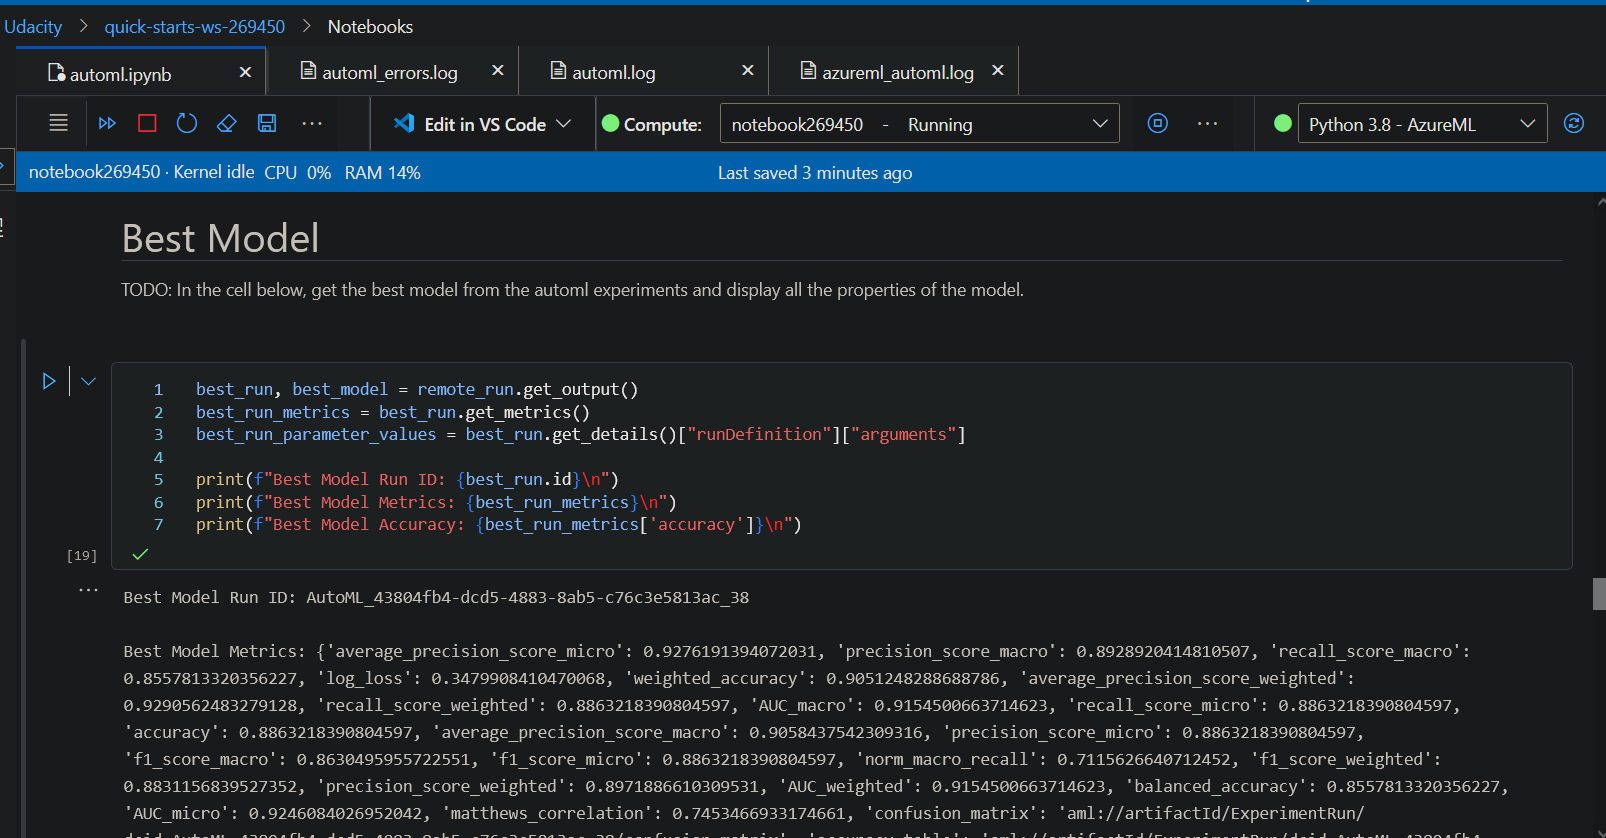 Udacity > quick-starts-ws-269450 > Notebooks
automl.ipynb automl_errors.log automl.log azureml_automl.log
Edit in VS Code Compute: notebook269450 - Running Python 3.8 - AzureML
notebook269450 · Kernel idle CPU 0% RAM 14% Last saved 3 minutes ago
Best Model
TODO: In the cell below, get the best model from the automl experiments and display all the properties of the model.
1 best_run, best_model = remote_run.get_output()
2 best_run_metrics = best_run.get_metrics()
3 best_run_parameter_values = best_run.get_details()["runDefinition"]["arguments"]
4
5 print(f"Best Model Run ID: {best_run.id}\n")
6 print(f"Best Model Metrics: {best_run_metrics}\n")
7 print(f"Best Model Accuracy: {best_run_metrics['accuracy']}\n")
[19]
Best Model Run ID: AutoML_43804fb4-dcd5-4883-8ab5-c76c3e5813ac_38
Best Model Metrics: {'average_precision_score_micro': 0.9276191394072031, 'precision_score_macro': 0.8928920414810507, 'recall_score_macro':
0.8557813320356227, 'log_loss': 0.3479908410470068, 'weighted_accuracy': 0.9051248288688786, 'average_precision_score_weighted':
0.9290562483279128, 'recall_score_weighted': 0.8863218390804597, 'AUC_macro': 0.9154500663714623, 'recall_score_micro': 0.8863218390804597,
'accuracy': 0.8863218390804597, 'average_precision_score_macro': 0.9058437542309316, 'precision_score_micro': 0.8863218390804597,
'f1_score_macro': 0.8630495955722551, 'f1_score_micro': 0.8863218390804597, 'norm_macro_recall': 0.7115626640712452, 'f1_score_weighted':
0.8831156839527352, 'precision_score_weighted': 0.8971886610309531, 'AUC_weighted': 0.9154500663714623, 'balanced_accuracy': 0.8557813320356227,
'AUC_micro': 0.9246084026952042, 'matthews_correlation': 0.7453466933174661, 'confusion_matrix': 'aml://artifactId/ExperimentRun/